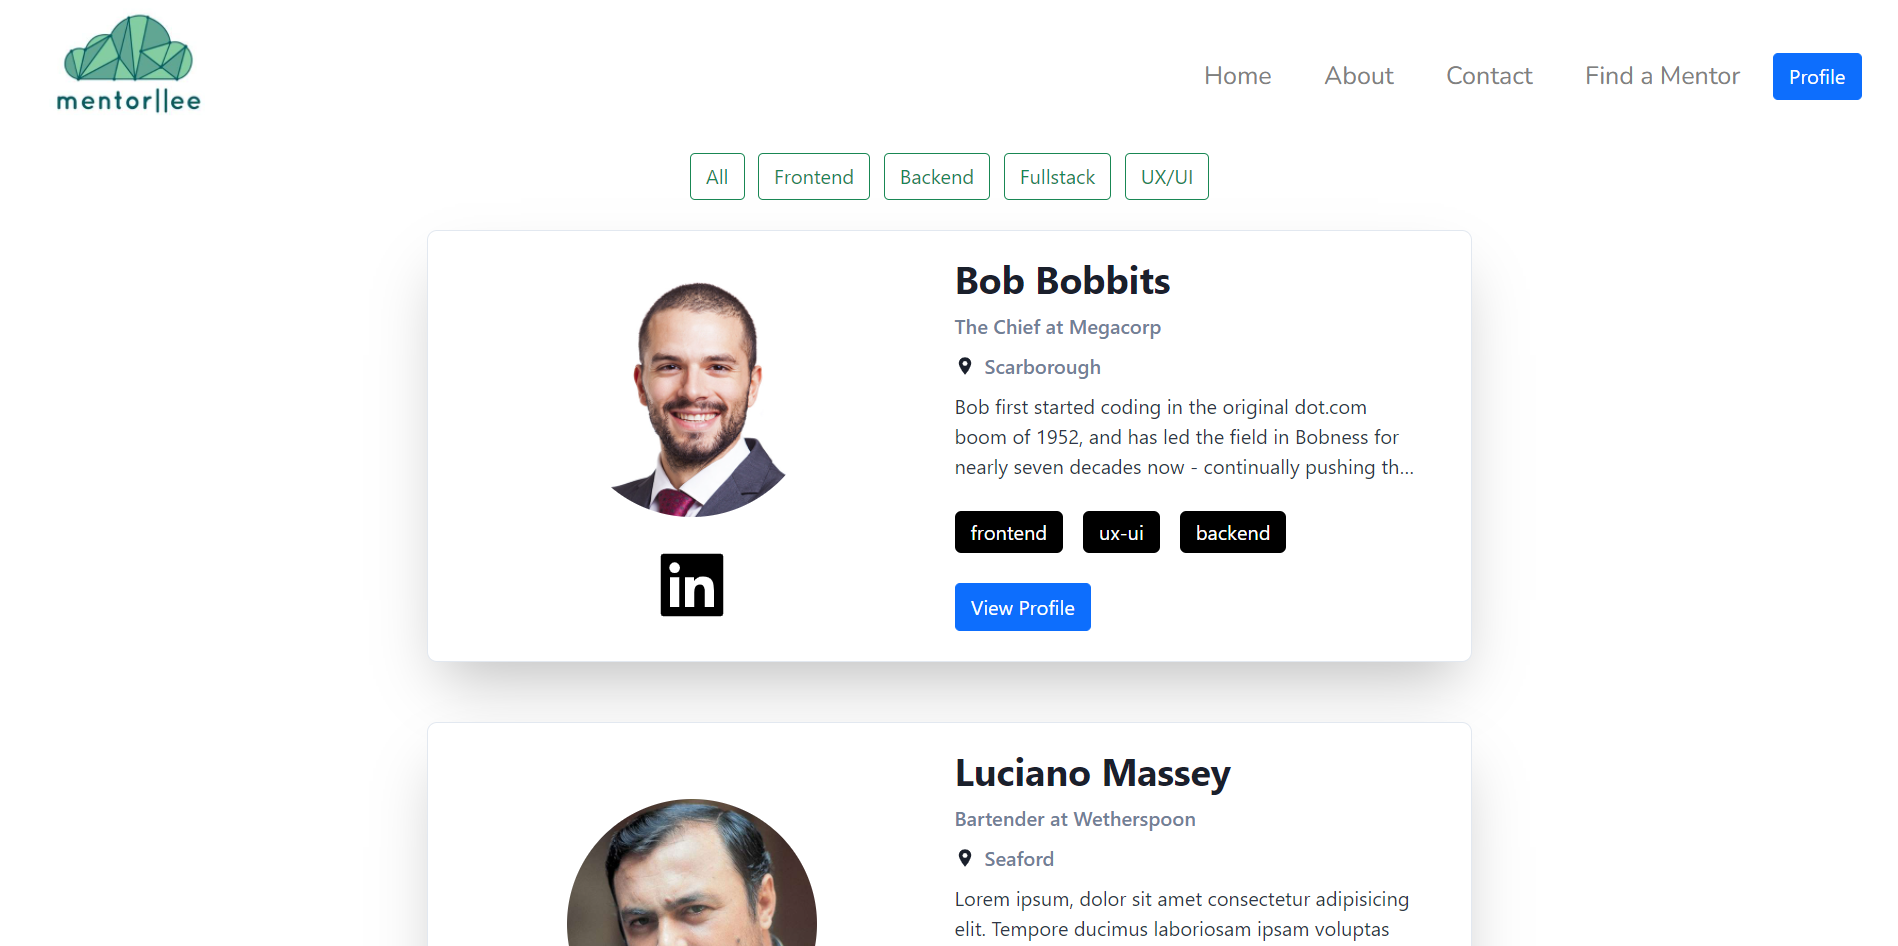 mentorllee
Home About Contact Find a Mentor Profile
All Frontend Backend Fullstack UX/UI
Bob Bobbits
The Chief at Megacorp
Scarborough
Bob first started coding in the original dot.com
boom of 1952, and has led the field in Bobness for
nearly seven decades now - continually pushing th...
frontend ux-ui backend
in
View Profile
Luciano Massey
Bartender at Wetherspoon
Seaford
Lorem ipsum, dolor sit amet consectetur adipisicing
elit. Tempore ducimus laboriosam ipsam voluptas